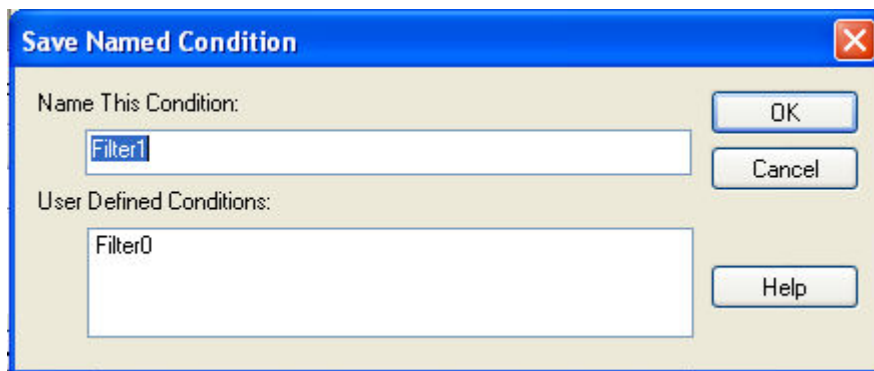 Save Named Condition
Name This Condition:
OK
Filter1
Cancel
User Defined Conditions:
Filter0
Help